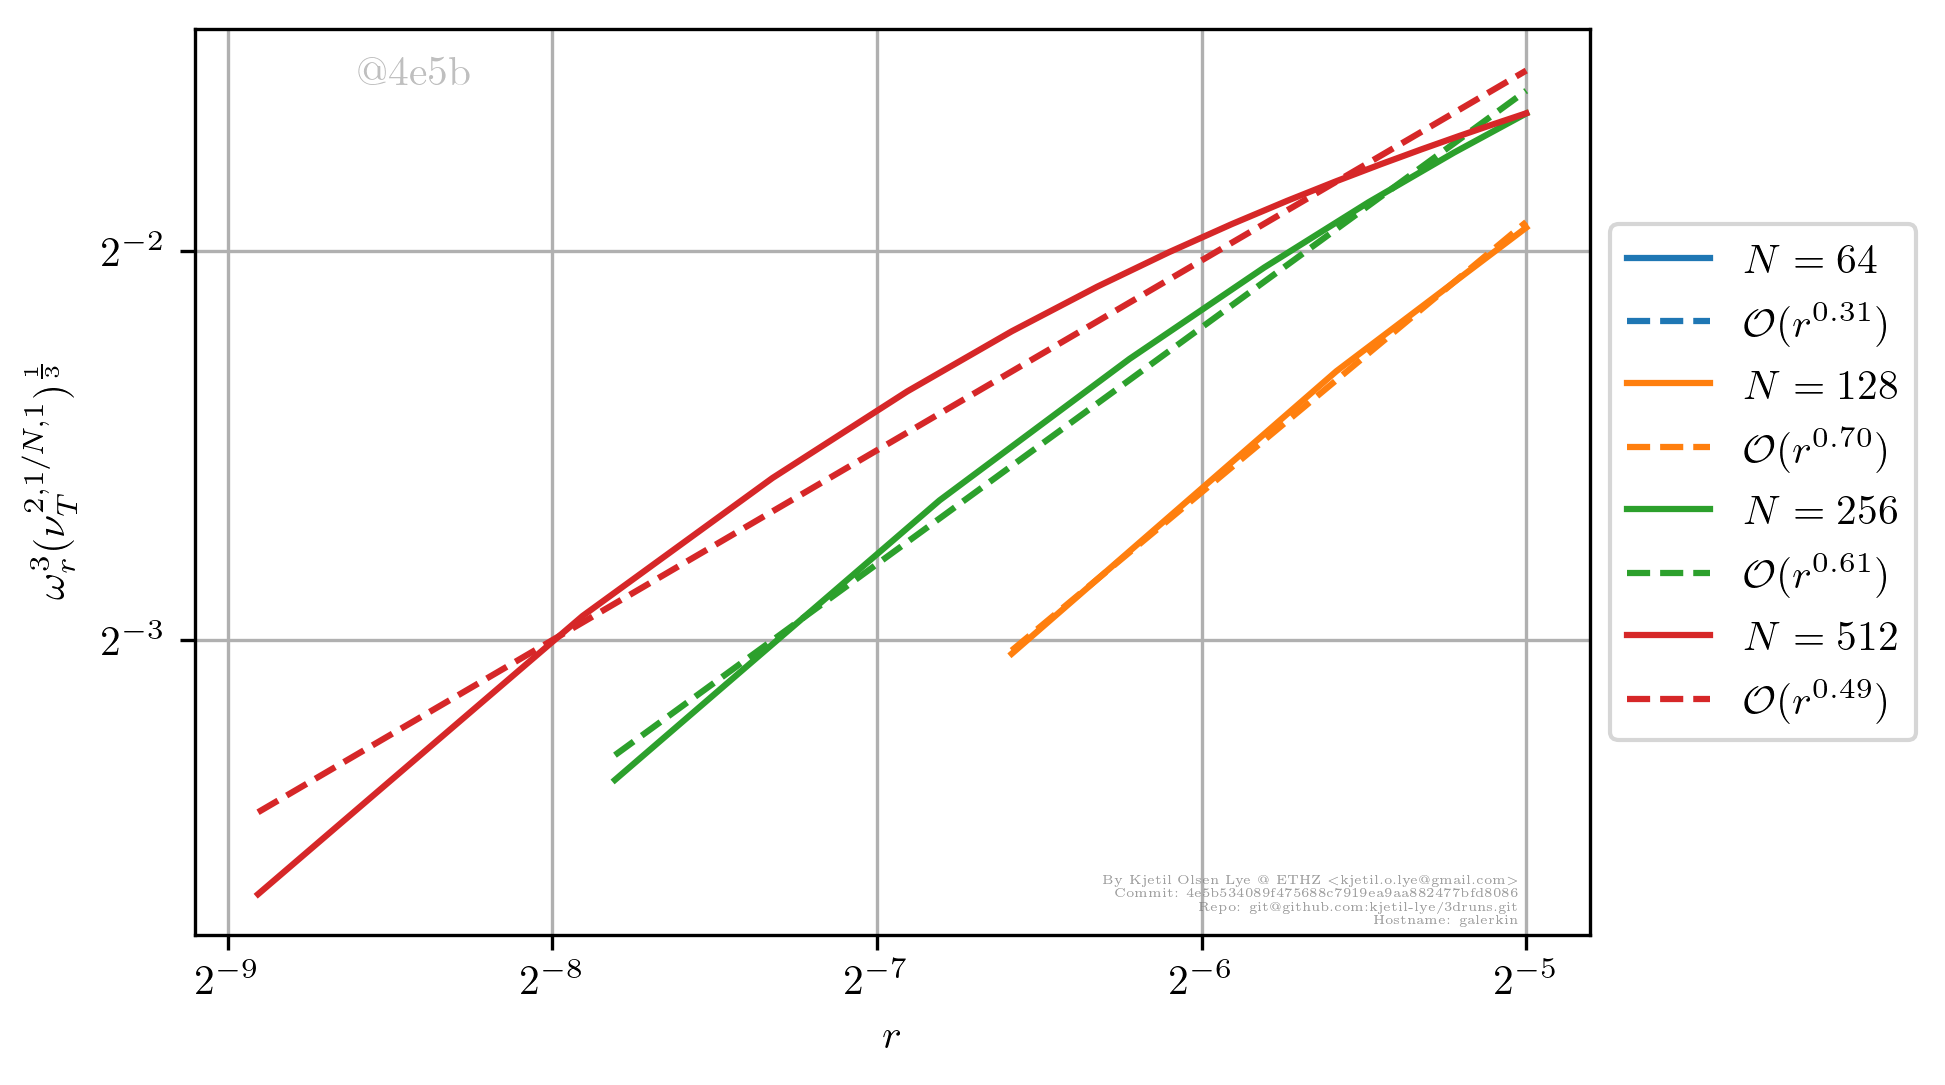 @4e5b
2^{-2}
2^{-3}
ω_r^3(ν_T^{2,1/N,1})^{\frac{1}{3}}
2^{-9} 2^{-8} 2^{-7} 2^{-6} 2^{-5}
r
By Kjetil Olsen Lye @ ETHZ <kjetil.o.lye@gmail.com>
Commit: 4e5b534089f475688c7919ea9aa882477bfd8086
Repo: git@github.com:kjetil-lye/3druns.git
Hostname: galerkin
N = 64
𝒪(r^{0.31})
N = 128
𝒪(r^{0.70})
N = 256
𝒪(r^{0.61})
N = 512
𝒪(r^{0.49})